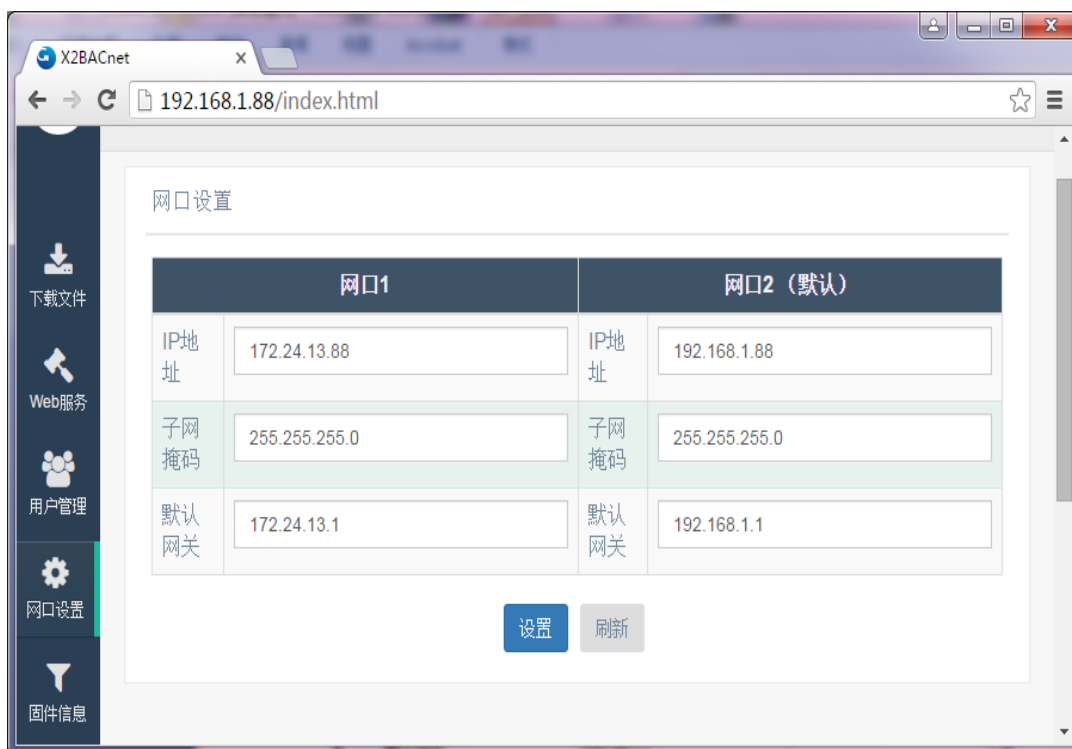 X2BACnet
192.168.1.88/index.html
下载文件
Web服务
用户管理
网口设置
固件信息
网口设置
网口1 网口2（默认）
IP地址 172.24.13.88 IP地址 192.168.1.88
子网掩码 255.255.255.0 子网掩码 255.255.255.0
默认网关 172.24.13.1 默认网关 192.168.1.1
设置 刷新